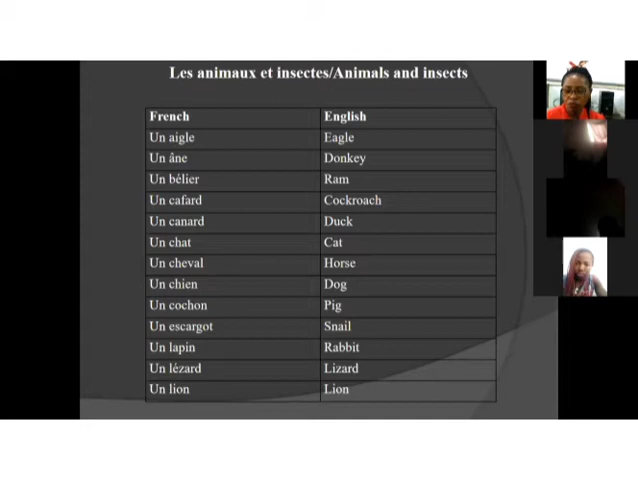 Les animaux et insectes/Animals and insects
French English
Un aigle Eagle
Un âne Donkey
Un bélier Ram
Un cafard Cockroach
Un canard Duck
Un chat Cat
Un cheval Horse
Un chien Dog
Un cochon Pig
Un escargot Snail
Un lapin Rabbit
Un lézard Lizard
Un lion Lion